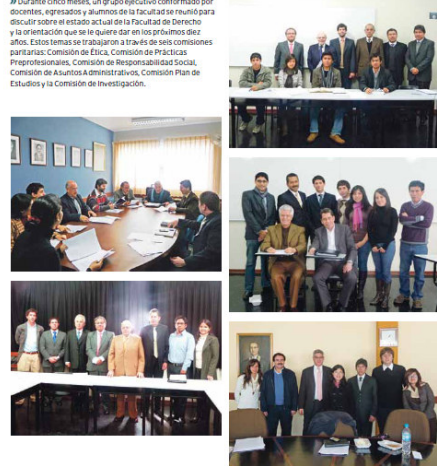 // Durante cinco meses, un grupo ejecutivo conformado por
docentes, egresados y alumnos de la facultad se reunió para
discutir sobre el estado actual de la Facultad de Derecho
y la orientación que se le quiere dar en los próximos diez
años. Estos temas se trabajaron a través de seis comisiones
paritarias: Comisión de Ética, Comisión de Prácticas
Preprofesionales, Comisión de Responsabilidad Social,
Comisión de Asuntos Administrativos, Comisión Plan de
Estudios y la Comisión de Investigación.